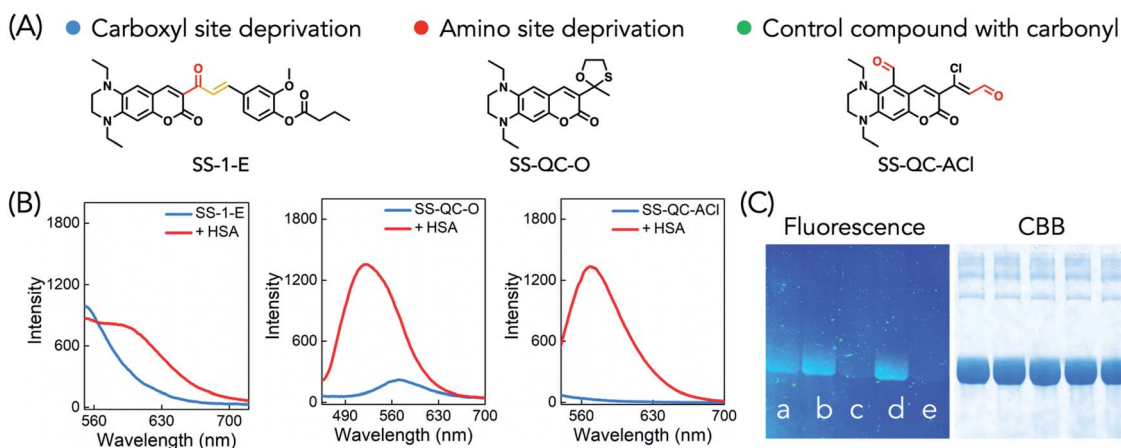 (A) Carboxyl site deprivation Amino site deprivation Control compound with carbonyl
N N O O O O O O
SS-1-E
N N O O O S
SS-QC-O
N N O O O Cl O
SS-QC-ACl
(B)
1800
1200
600
0
Intensity
SS-1-E
+ HSA
560 630 700
Wavelength (nm)
1800
1200
600
0
Intensity
SS-QC-O
+ HSA
490 560 630 700
Wavelength (nm)
1800
1200
600
0
Intensity
SS-QC-ACl
+ HSA
560 630 700
Wavelength (nm)
(C)
Fluorescence CBB
a b c d e